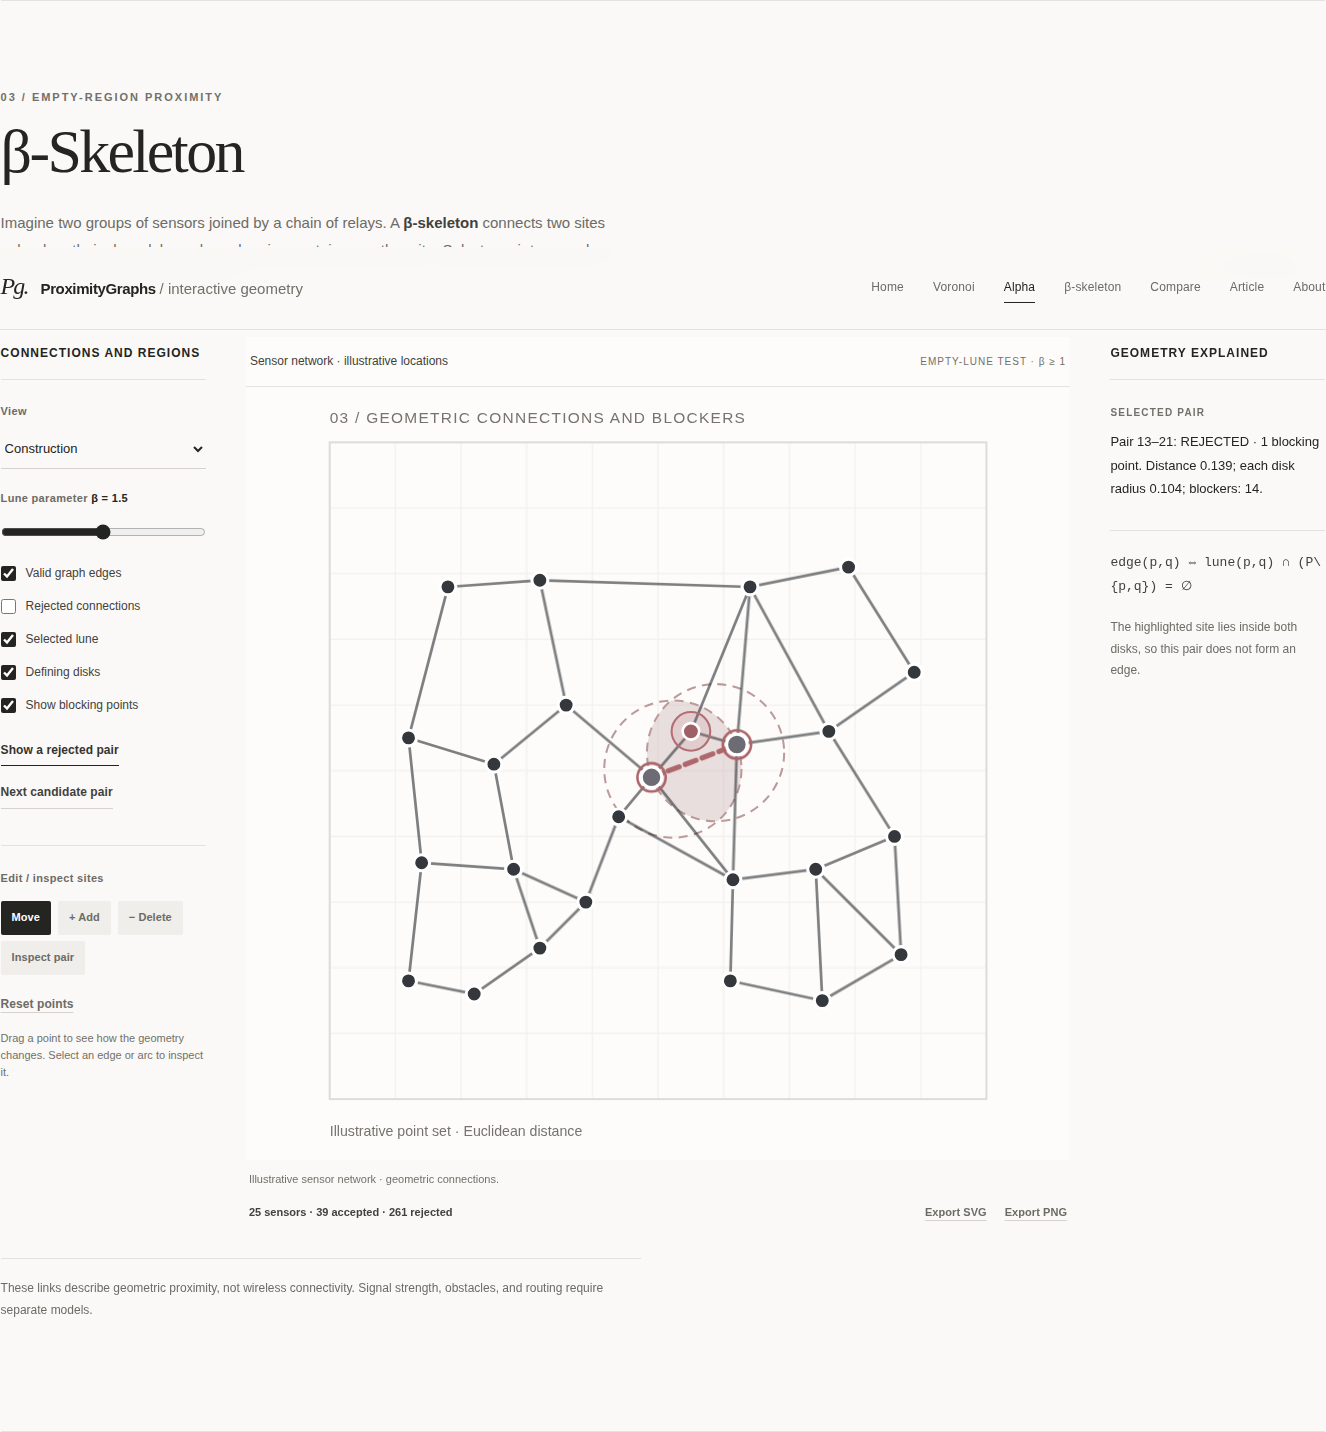 03 / EMPTY-REGION PROXIMITY
β-Skeleton
Imagine two groups of sensors joined by a chain of relays. A β-skeleton connects two sites
Pg. ProximityGraphs / interactive geometry
Home Voronoi Alpha β-skeleton Compare Article About
CONNECTIONS AND REGIONS
View
Construction
Lune parameter β = 1.5
Valid graph edges
Rejected connections
Selected lune
Defining disks
Show blocking points
Show a rejected pair
Next candidate pair
Edit / inspect sites
Move
+ Add
− Delete
Inspect pair
Reset points
Drag a point to see how the geometry
changes. Select an edge or arc to inspect
it.
Sensor network · illustrative locations
EMPTY-LUNE TEST · β ≥ 1
03 / GEOMETRIC CONNECTIONS AND BLOCKERS
Illustrative point set · Euclidean distance
Illustrative sensor network · geometric connections.
25 sensors · 39 accepted · 261 rejected
Export SVG
Export PNG
GEOMETRY EXPLAINED
SELECTED PAIR
Pair 13–21: REJECTED · 1 blocking
point. Distance 0.139; each disk
radius 0.104; blockers: 14.
edge(p,q) ⇔ lune(p,q) ∩ (P\
{p,q}) = ∅
The highlighted site lies inside both
disks, so this pair does not form an
edge.
These links describe geometric proximity, not wireless connectivity. Signal strength, obstacles, and routing require
separate models.